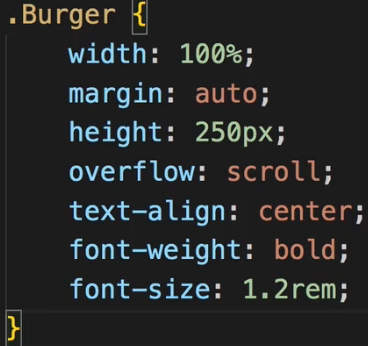 .Burger {
width: 100%;
margin: auto;
height: 250px;
overflow: scroll;
text-align: center;
font-weight: bold;
font-size: 1.2rem;
}